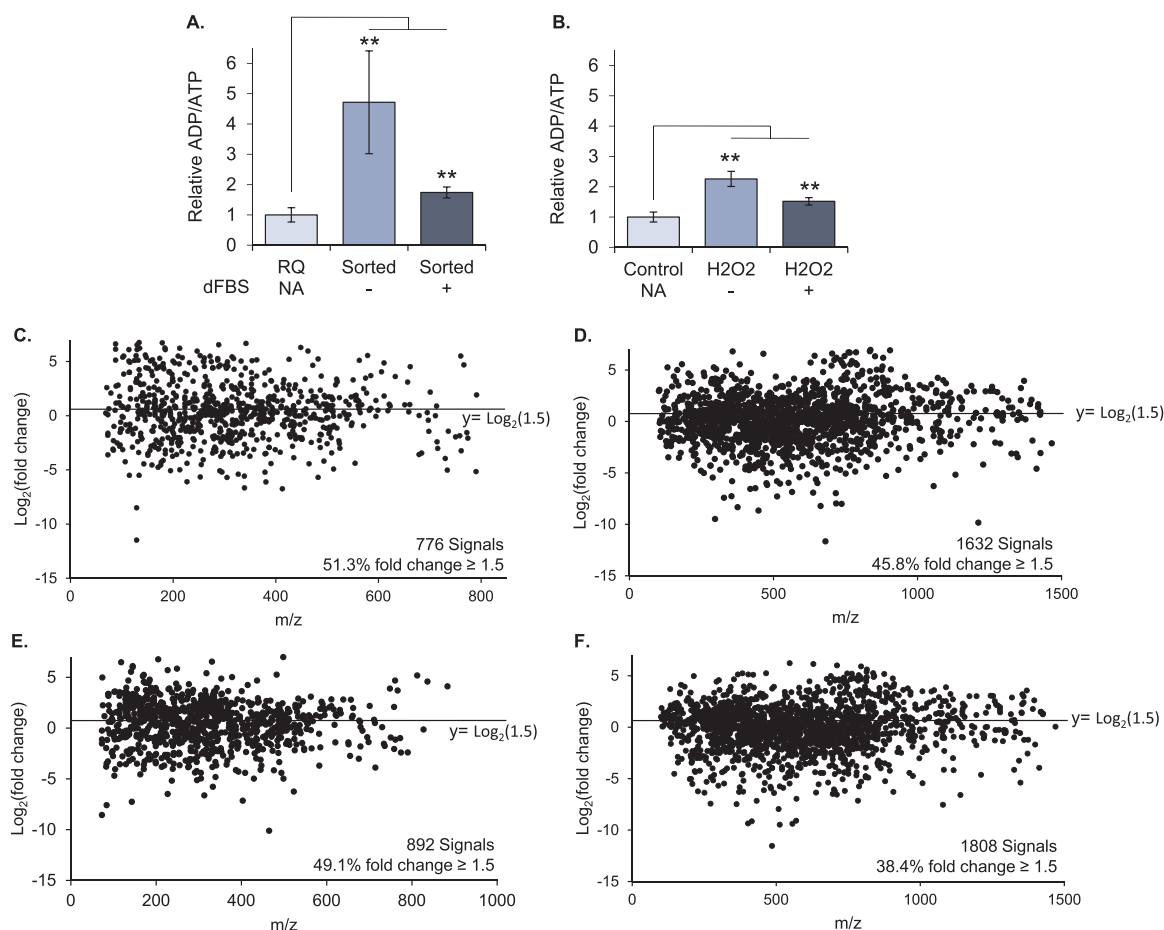 A.
**
**
6
5
4
3
2
1
0
Relative ADP/ATP
RQ Sorted Sorted
dFBS NA - +
B.
**
**
6
5
4
3
2
1
0
Relative ADP/ATP
Control H2O2 H2O2
NA - +
C.
5
0
-5
-10
-15
Log₂(fold change)
y= Log₂(1.5)
776 Signals
51.3% fold change ≥ 1.5
0 200 400 600 800
m/z
D.
5
0
-5
-10
-15
Log₂(fold change)
y= Log₂(1.5)
1632 Signals
45.8% fold change ≥ 1.5
0 500 1000 1500
m/z
E.
5
0
-5
-10
-15
Log₂(fold change)
y= Log₂(1.5)
892 Signals
49.1% fold change ≥ 1.5
0 200 400 600 800 1000
m/z
F.
5
0
-5
-10
-15
Log₂(fold change)
y= Log₂(1.5)
1808 Signals
38.4% fold change ≥ 1.5
0 500 1000 1500
m/z